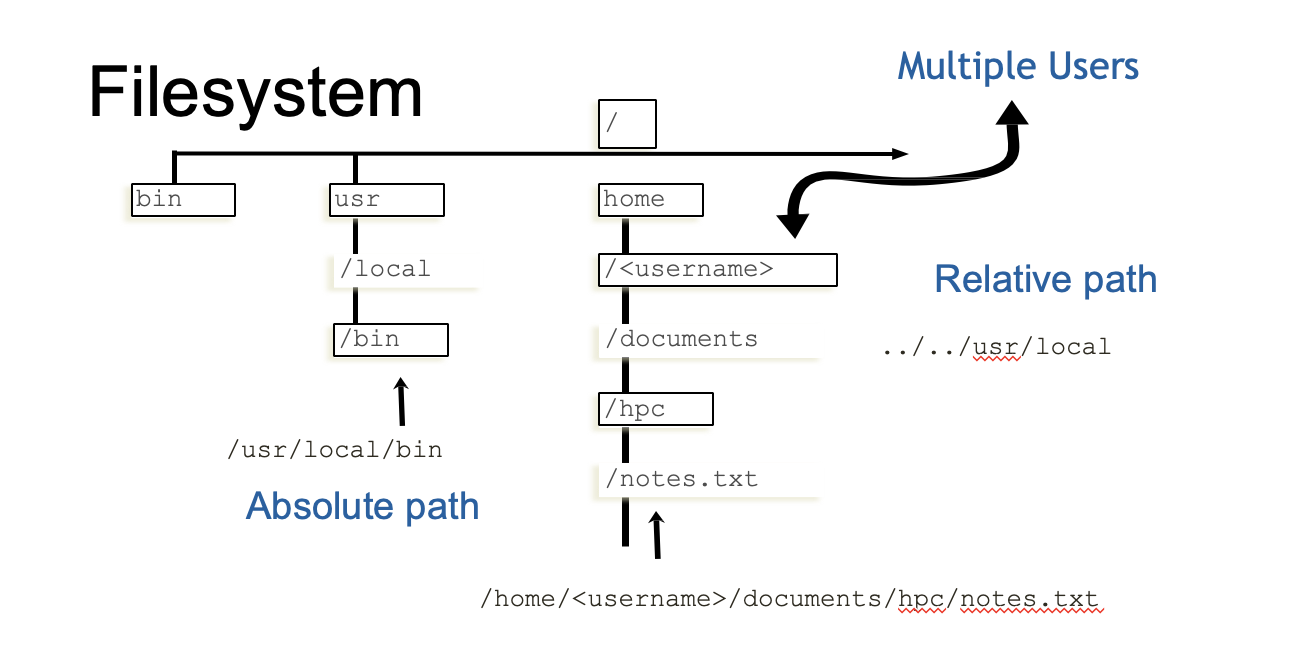 Filesystem
Multiple Users
/
bin
usr
home
/local
/<username>
Relative path
/bin
/documents
../../usr/local
/hpc
/usr/local/bin
/notes.txt
Absolute path
/home/<username>/documents/hpc/notes.txt